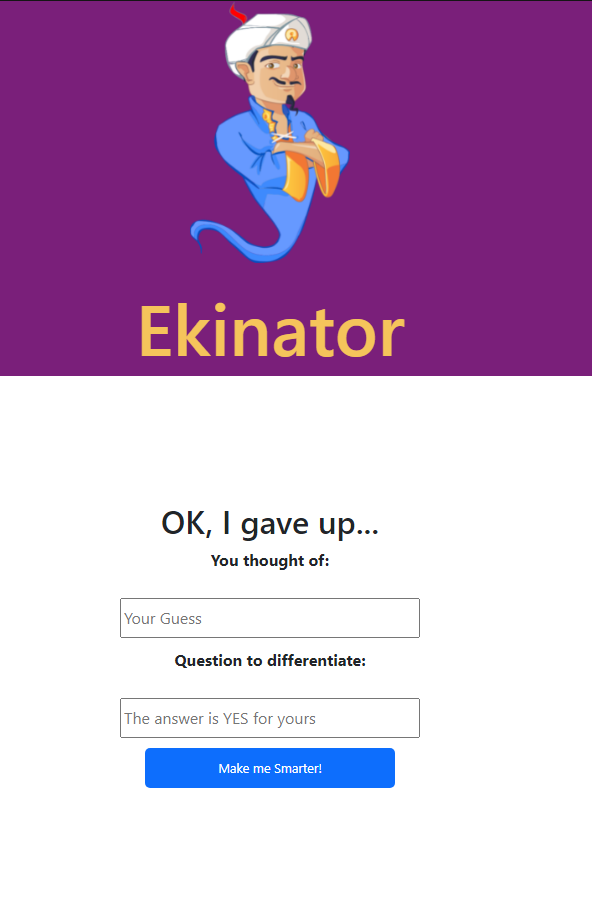 Ekinator
OK, I gave up...
You thought of:
Your Guess
Question to differentiate:
The answer is YES for yours
Make me Smarter!